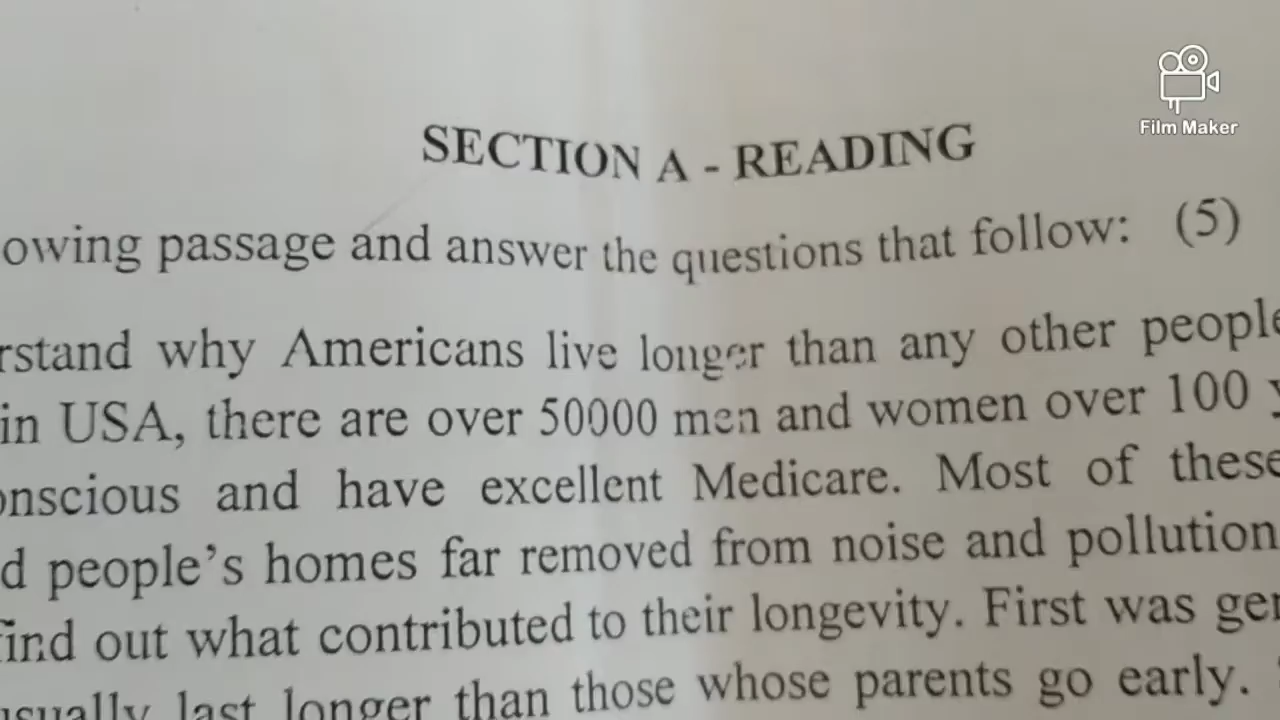 Film Maker
SECTION A - READING
owing passage and answer the questions that follow: (5)
rstand why Americans live longer than any other people
in USA, there are over 50000 men and women over 100 y
onscious and have excellent Medicare. Most of these
d people's homes far removed from noise and pollution
find out what contributed to their longevity. First was gen
usually last longer than those whose parents go early.